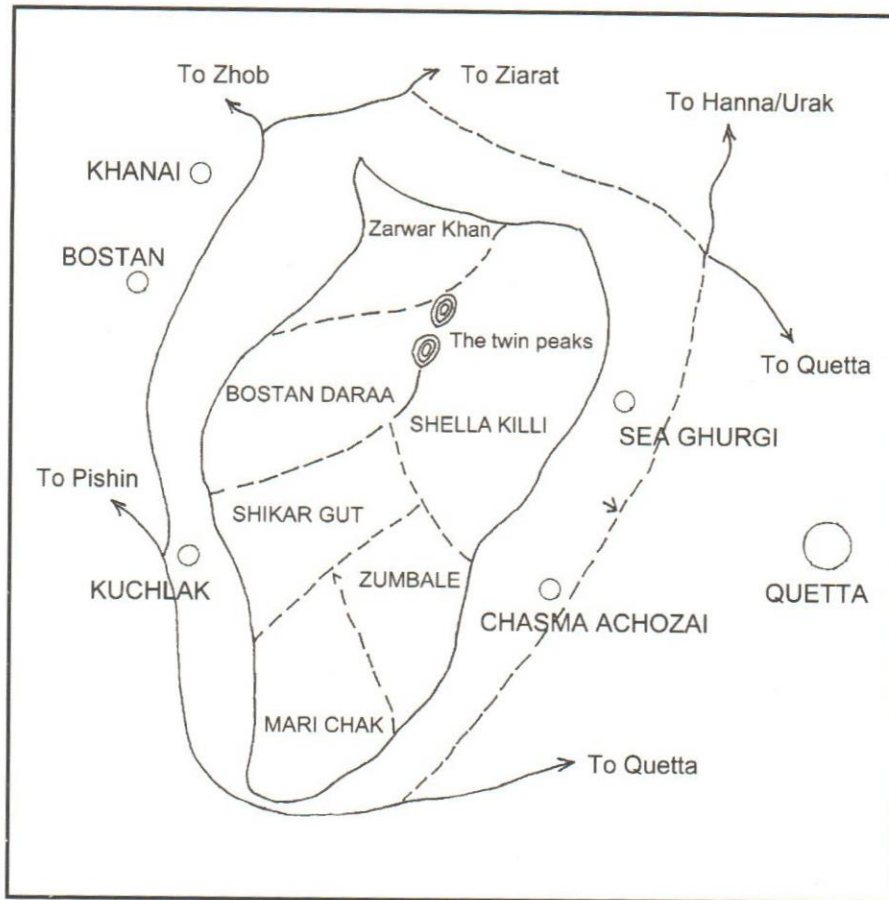 To Zhob
To Ziarat
To Hanna/Urak
KHANAI
Zarwar Khan
BOSTAN
The twin peaks
To Quetta
BOSTAN DARAA
SHELLA KILLI
SEA GHURGI
To Pishin
SHIKAR GUT
KUCHLAK
ZUMBALE
QUETTA
CHASMA ACHOZAI
MARI CHAK
To Quetta